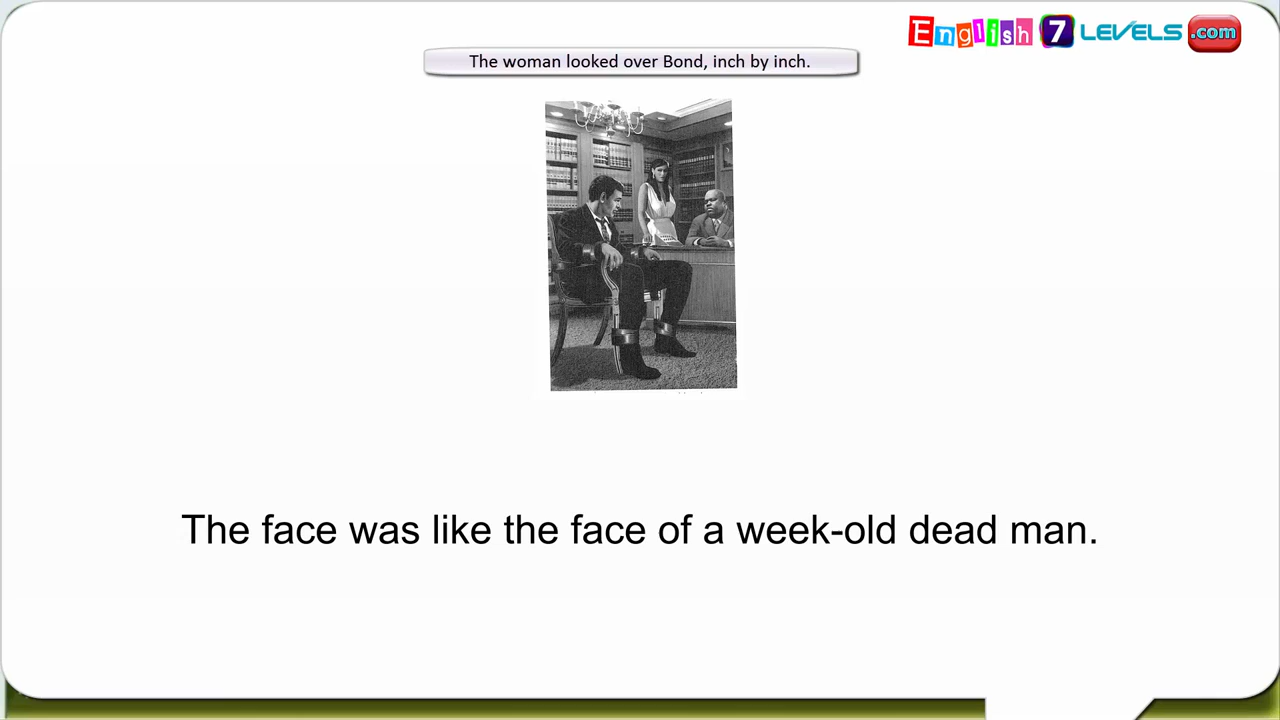 English 7 LEVELS .com
The woman looked over Bond, inch by inch.
The face was like the face of a week-old dead man.